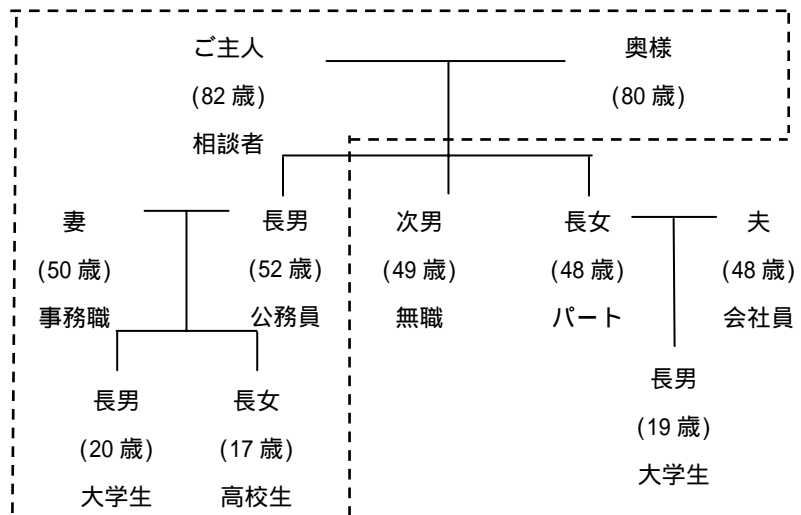 ご主人 奥様
(82 歳) (80 歳)
相談者
妻 長男 次男 長女 夫
(50 歳) (52 歳) (49 歳) (48 歳) (48 歳)
事務職 公務員 無職 パート 会社員
長男 長女 長男
(20 歳) (17 歳) (19 歳)
大学生 高校生 大学生